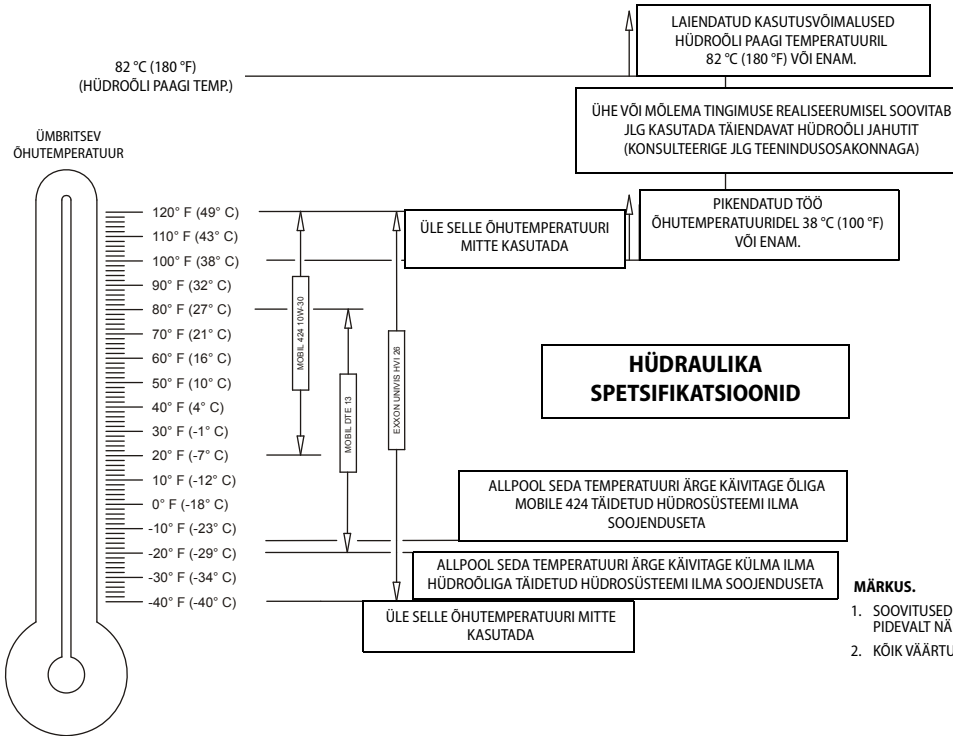 LAIENDATUD KASUTUSVÕIMALUSED
HÜDROÕLI PAAGI TEMPERATUURIL
82 °C (180 °F) VÕI ENAM.
82 °C (180 °F)
(HÜDROÕLI PAAGI TEMP.)
ÜHE VÕI MÕLEMA TINGIMUSE REALISEERUMISEL SOOVITAB
JLG KASUTADA TÄIENDAVAT HÜDROÕLI JAHUTIT
(KONSULTEERIGE JLG TEENINDUSOSAKONNAGA)
ÜMBRITSEV
ÕHUTEMPERATUUR
PIKENDATUD TÖÖ
ÕHUTEMPERATUURIDEL 38 °C (100 °F)
VÕI ENAM.
ÜLE SELLE ÕHUTEMPERATUURI
MITTE KASUTADA
120° F (49° C)
110° F (43° C)
100° F (38° C)
90° F (32° C)
80° F (27° C)
70° F (21° C)
60° F (16° C)
50° F (10° C)
40° F (4° C)
30° F (-1° C)
20° F (-7° C)
10° F (-12° C)
0° F (-18° C)
-10° F (-23° C)
-20° F (-29° C)
-30° F (-34° C)
-40° F (-40° C)
MOBIL 424 10W-30
MOBIL DTE 13
EXXON UNIVIS HVI 26
HÜDRAULIKA
SPETSIFIKATSIOONID
ALLPOOL SEDA TEMPERATUURI ÄRGE KÄIVITAGE ÕLIGA
MOBILE 424 TÄIDETUD HÜDROSÜSTEEMI ILMA
SOOJENDUSETA
ALLPOOL SEDA TEMPERATUURI ÄRGE KÄIVITAGE KÜLMA ILMA
HÜDROÕLIGA TÄIDETUD HÜDROSÜSTEEMI ILMA SOOJENDUSETA
ÜLE SELLE ÕHUTEMPERATUURI MITTE
KASUTADA
MÄRKUS.
1. SOOVITUSED
PIDEVALT
2. KÕIK